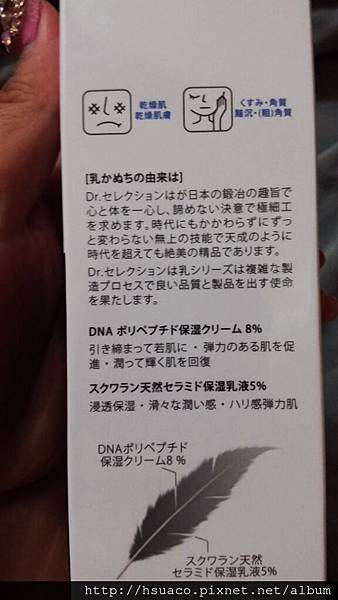 乾燥肌
乾燥肌膚
くすみ・角質
黯沉・(粗)角質
[乳かぬちの由来は]
Dr.セレクションはが日本の鍛冶の趣旨で
心と体を一心し、諦めない決意で極細工
を求めます。時代にもかかわらずにずっ
と変わらない無上の技能で天成のように
時代を超えても絶美の精品であります。
Dr.セレクションは乳シリーズは複雑な製
造プロセスで良い品質と製品を出す使命
を果たします。
DNA ポリペプチド保湿クリーム 8%
引き締まって若肌に ・ 弾力のある肌を促
進・潤って輝く肌を回復
スクワラン天然セラミド保湿乳液5%
浸透保湿・滑々な潤い感・ハリ感弾力肌
DNAポリペプチド
保湿クリーム8 %
スクワラン天然
セラミド保湿乳液5%
http://hsuaco.pixnet.net/album